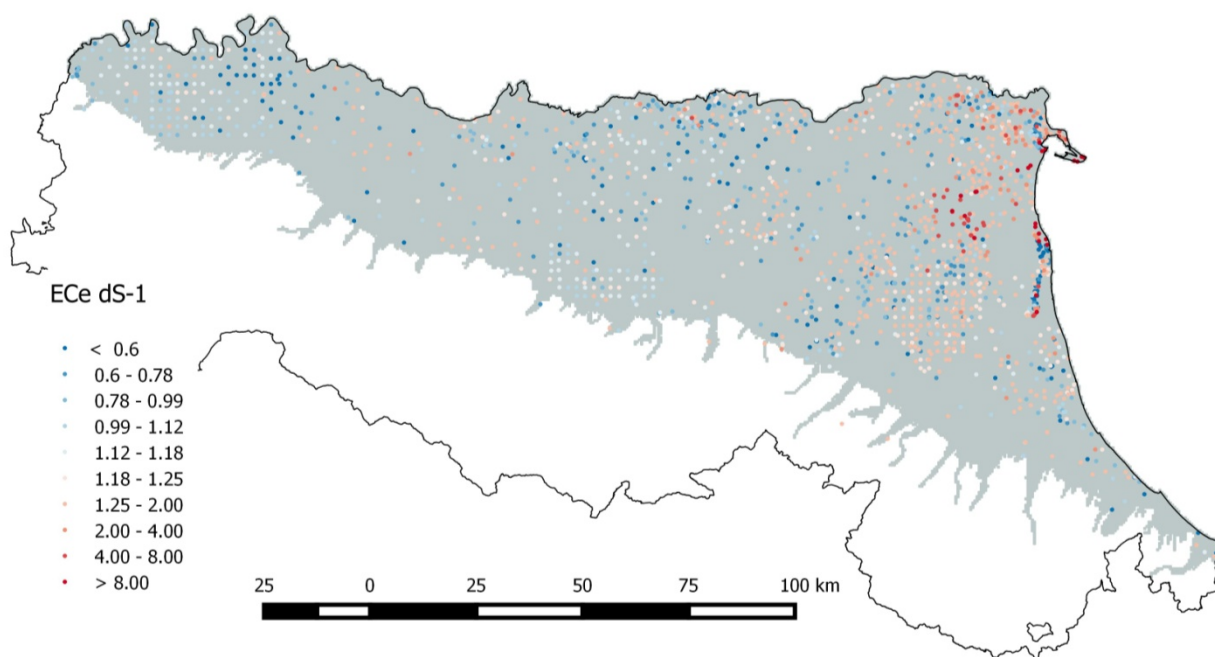 ECe dS-1
< 0.6
0.6 - 0.78
0.78 - 0.99
0.99 - 1.12
1.12 - 1.18
1.18 - 1.25
1.25 - 2.00
2.00 - 4.00
4.00 - 8.00
> 8.00
25 0 25 50 75 100 km